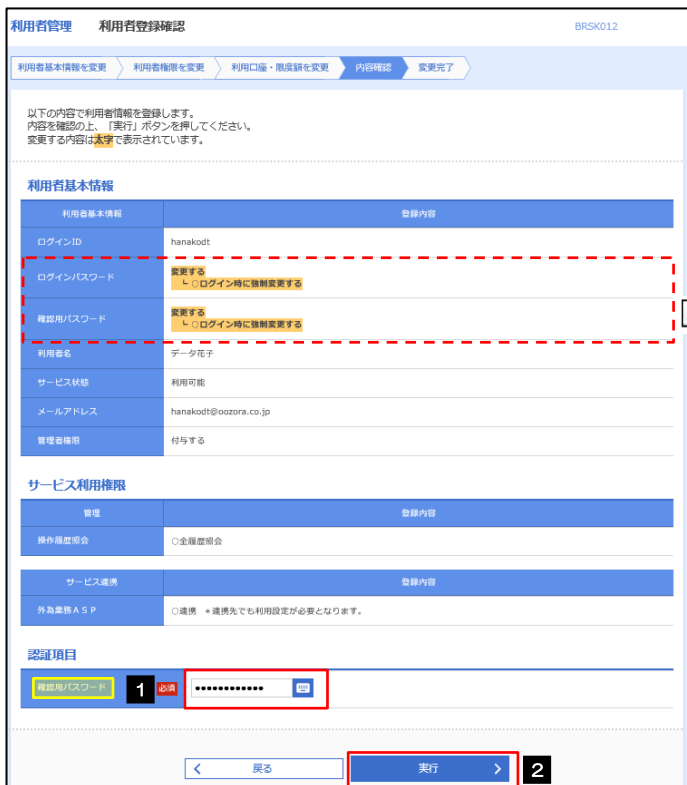 利用者管理 利用者登録確認 BRSK012
利用者基本情報を変更 利用者権限を変更 利用口座・限度額を変更 内容確認 変更完了
以下の内容で利用者情報を登録します。
内容を確認の上、「実行」ボタンを押してください。
変更する内容は太字で表示されています。
利用者基本情報
利用者基本情報 登録内容
ログインID hanakodt
ログインパスワード 変更する
┗ ○ログイン時に強制変更する
確認用パスワード 変更する
┗ ○ログイン時に強制変更する
利用者名 データ花子
サービス状態 利用可能
メールアドレス hanakodt@oozora.co.jp
管理者権限 付与する
サービス利用権限
管理 登録内容
操作履歴照会 ○全履歴照会
サービス連携 登録内容
外為業務ASP ○連携 *連携先でも利用設定が必要となります。
認証項目
確認用パスワード 1 必須 ••••••••••••
戻る 実行 2